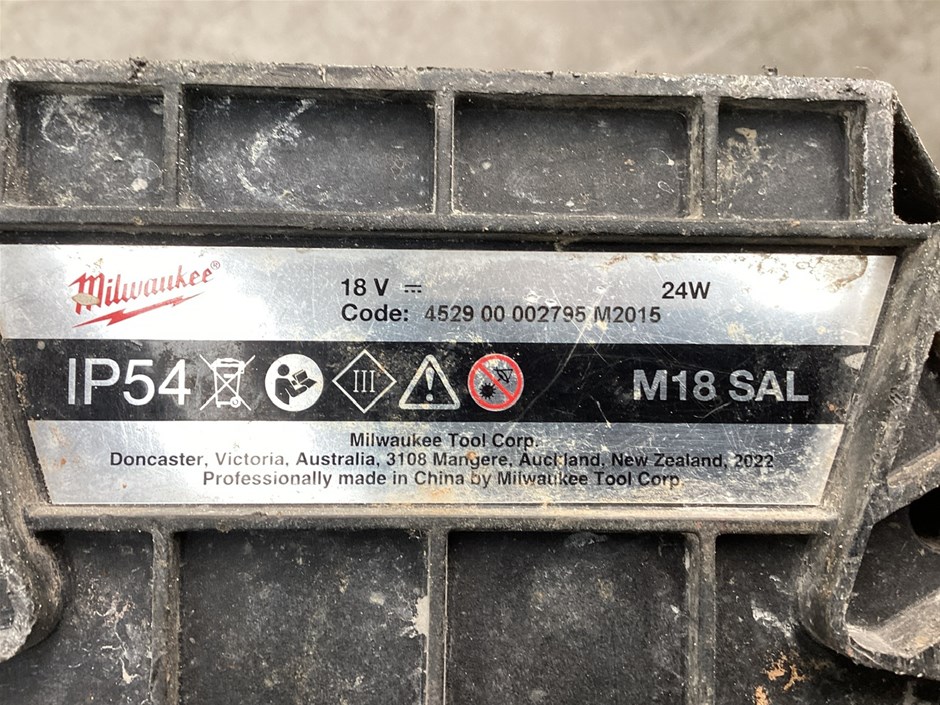 Milwaukee®
18 V 24W
Code: 4529 00 002795 M2015
IP54 III M18 SAL
Milwaukee Tool Corp.
Doncaster, Victoria, Australia, 3108 Mangere, Auckland, New Zealand, 2022
Professionally made in China by Milwaukee Tool Corp